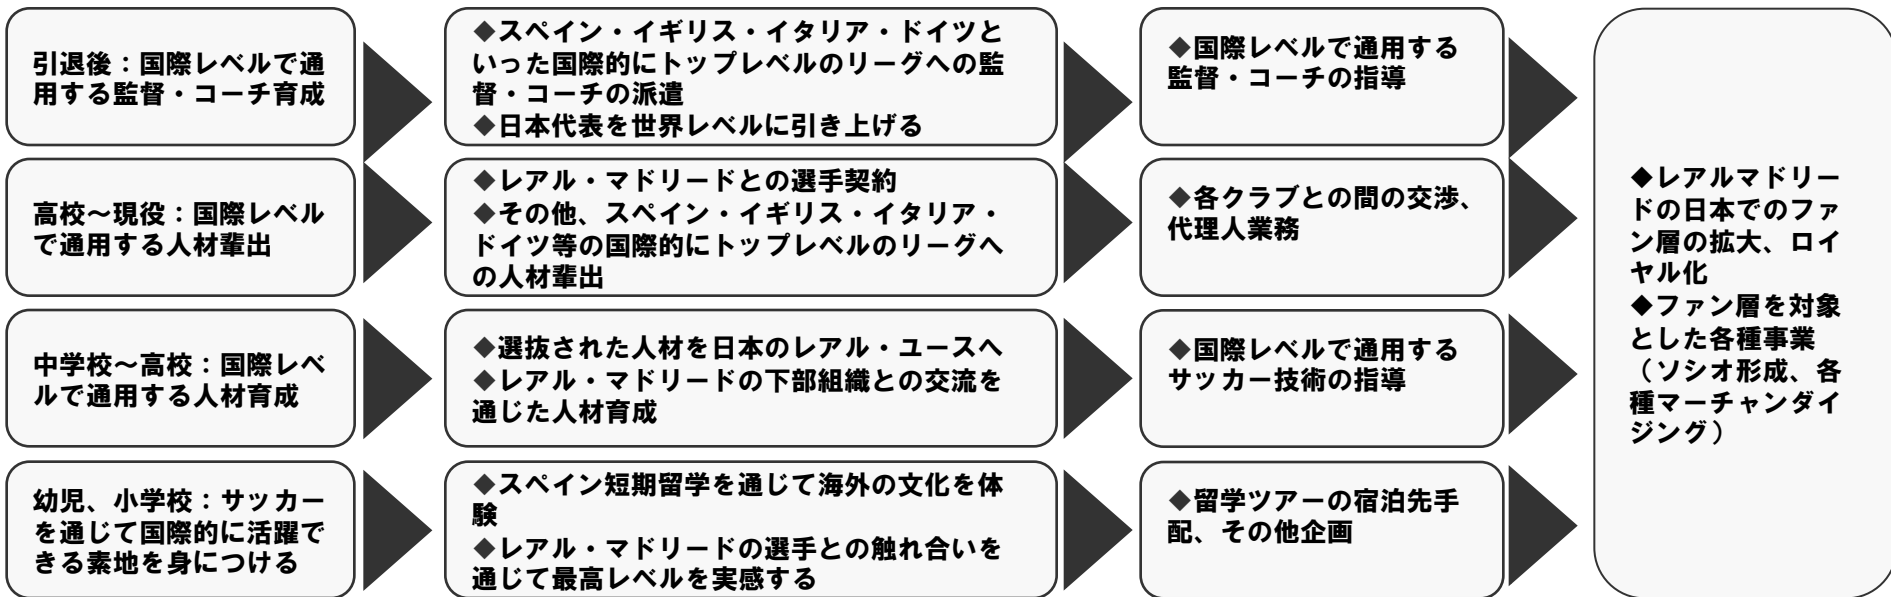 引退後：国際レベルで通
用する監督・コーチ育成
◆スペイン・イギリス・イタリア・ドイツと
いった国際的にトップレベルのリーグへの監
督・コーチの派遣
◆日本代表を世界レベルに引き上げる
◆国際レベルで通用する
監督・コーチの指導
高校～現役：国際レベル
で通用する人材輩出
◆レアル・マドリードとの選手契約
◆その他、スペイン・イギリス・イタリア・
ドイツ等の国際的にトップレベルのリーグへ
の人材輩出
◆各クラブとの間の交渉、
代理人業務
中学校～高校：国際レベ
ルで通用する人材育成
◆選抜された人材を日本のレアル・ユースへ
◆レアル・マドリードの下部組織との交流を
通じた人材育成
◆国際レベルで通用する
サッカー技術の指導
幼児、小学校：サッカー
を通じて国際的に活躍で
きる素地を身につける
◆スペイン短期留学を通じて海外の文化を体
験
◆レアル・マドリードの選手との触れ合いを
通じて最高レベルを実感する
◆留学ツアーの宿泊先手
配、その他企画
◆レアルマドリー
ドの日本でのファ
ン層の拡大、ロイ
ヤル化
◆ファン層を対象
とした各種事業
（ソシオ形成、各
種マーチャンダイ
ジング）